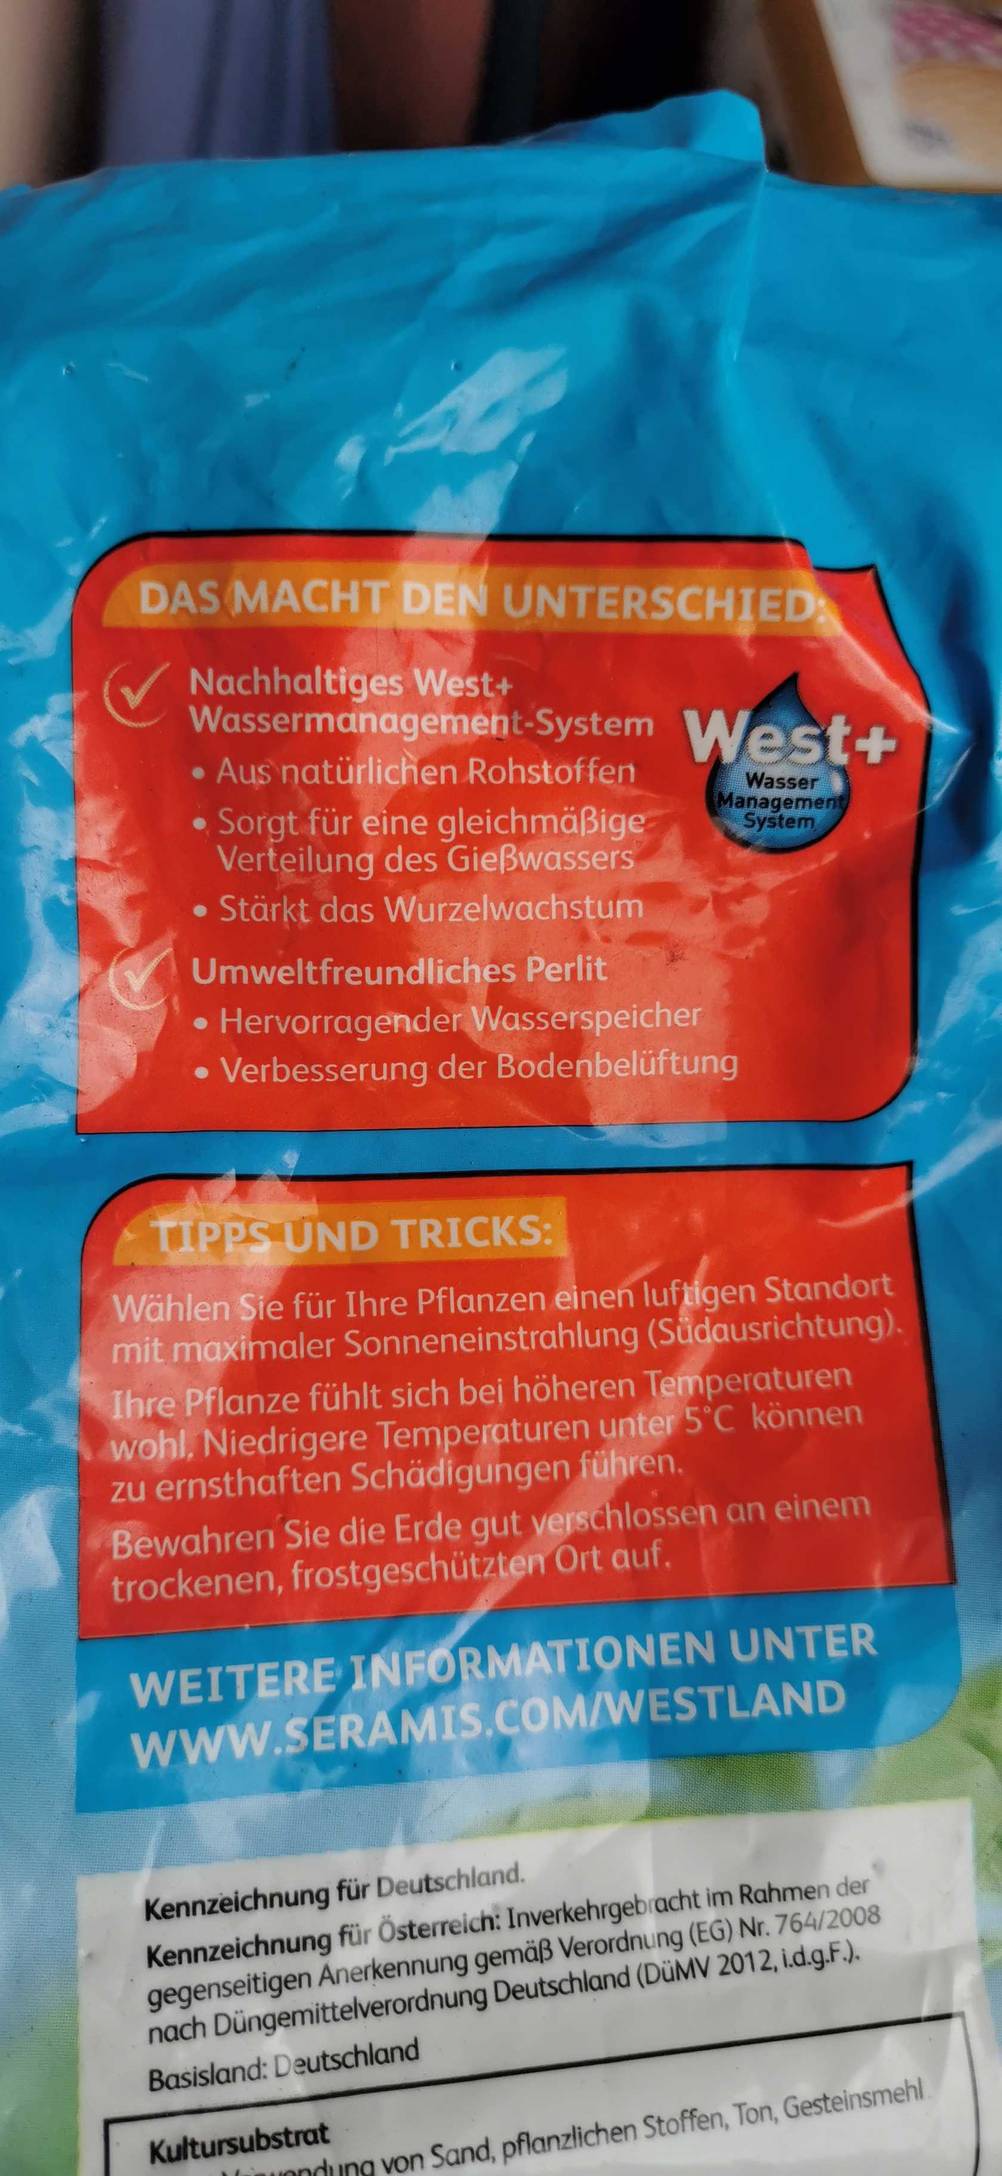 DAS MACHT DEN UNTERSCHIED:
Nachhaltiges West+
Wassermanagement-System
• Aus natürlichen Rohstoffen
• Sorgt für eine gleichmäßige
Verteilung des Gießwassers
• Stärkt das Wurzelwachstum
West+
Wasser
Management
System
Umweltfreundliches Perlit
• Hervorragender Wasserspeicher
• Verbesserung der Bodenbelüftung
TIPPS UND TRICKS:
Wählen Sie für Ihre Pflanzen einen luftigen Standort
mit maximaler Sonneneinstrahlung (Südausrichtung).
Ihre Pflanze fühlt sich bei höheren Temperaturen
wohl. Niedrigere Temperaturen unter 5°C können
zu ernsthaften Schädigungen führen.
Bewahren Sie die Erde gut verschlossen an einem
trockenen, frostgeschützten Ort auf.
WEITERE INFORMATIONEN UNTER
WWW.SERAMIS.COM/WESTLAND
Kennzeichnung für Deutschland.
Kennzeichnung für Österreich: Inverkehrgebracht im Rahmen der
gegenseitigen Anerkennung gemäß Verordnung (EG) Nr. 764/2008
nach Düngemittelverordnung Deutschland (DüMV 2012, i.d.g.F.).
Basisland: Deutschland
Kultursubstrat
von Sand, pflanzlichen Stoffen, Ton, Gesteinsmehl